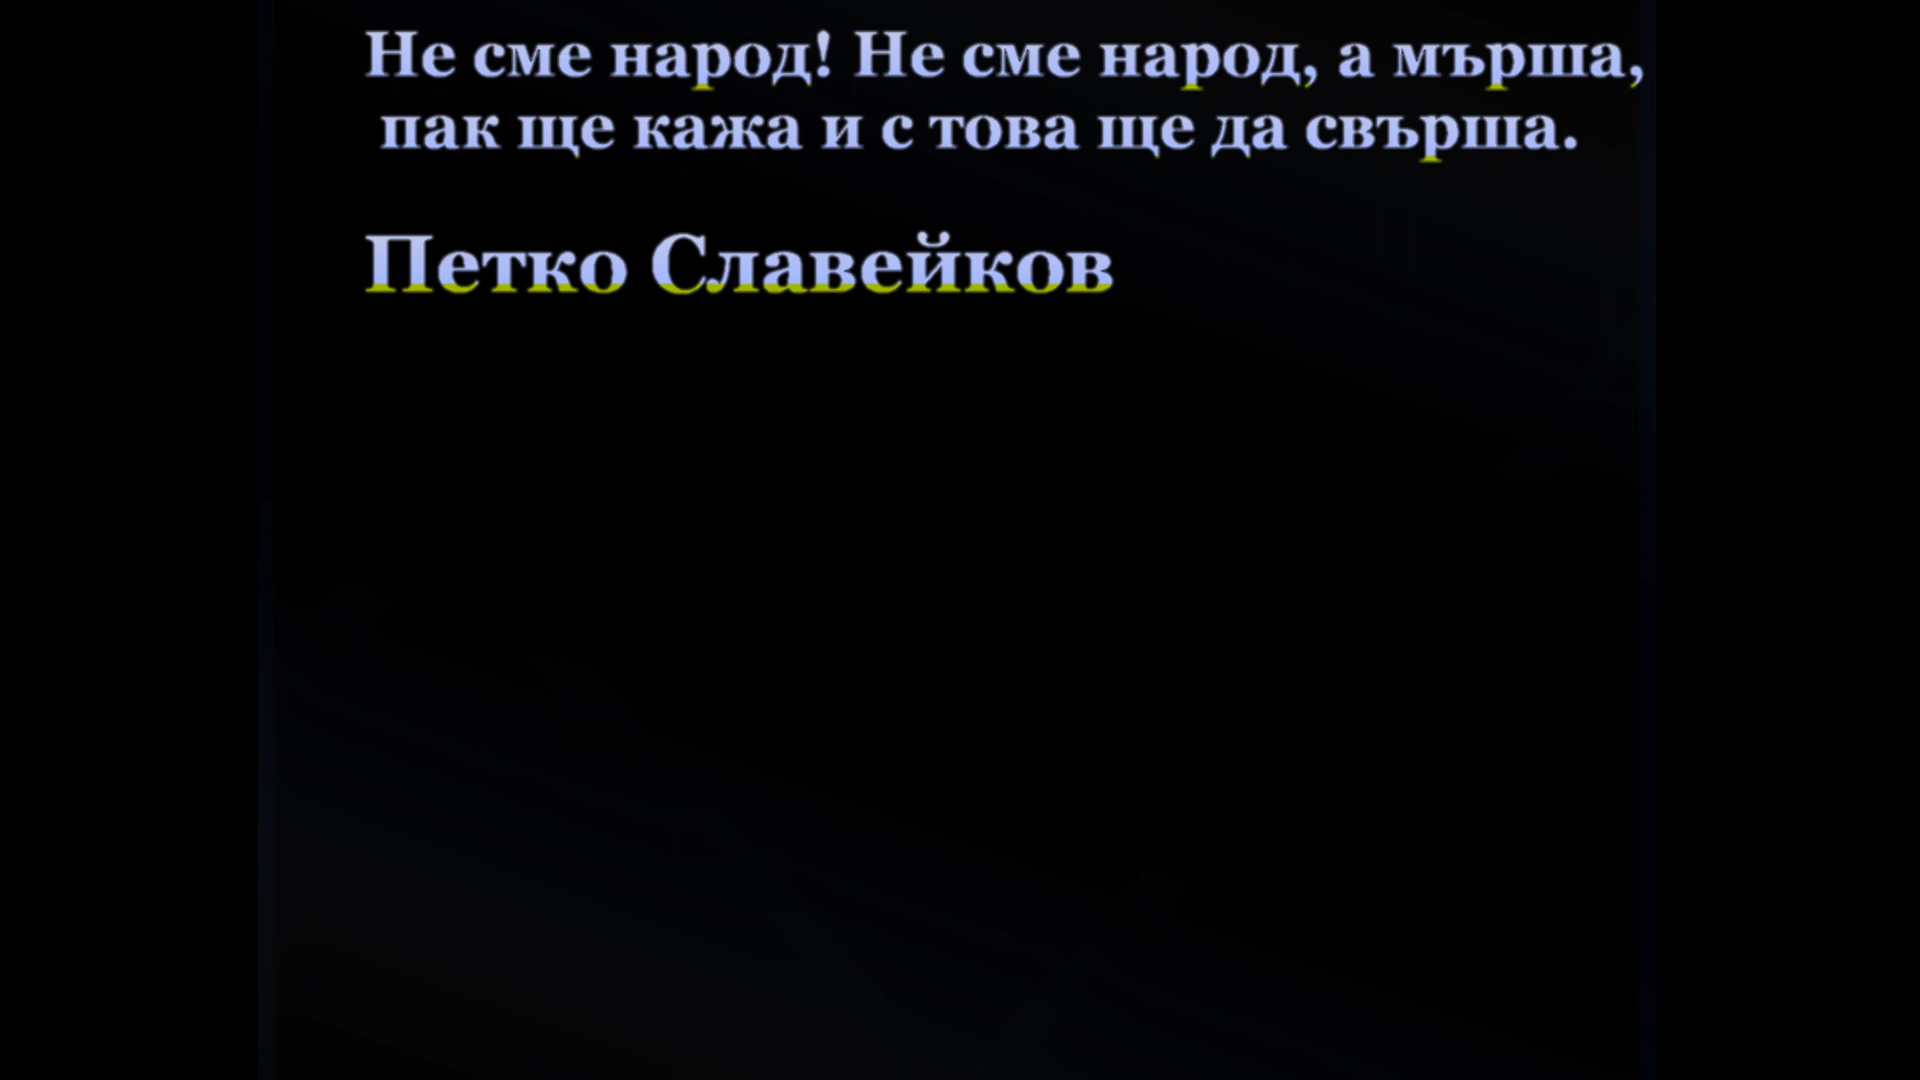 Не сме народ! Не сме народ, а мърша,
пак ще кажа и с това ще да свърша.
Петко Славейков